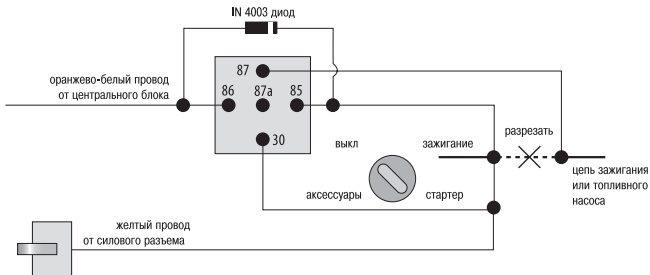 IN 4003 диод
оранжево-белый провод
от центрального блока
87
86
87a
85
30
выкл
зажигание
разрезать
аксессуары
стартер
цепь зажигания
или топливного
насоса
желтый провод
от силового разъема